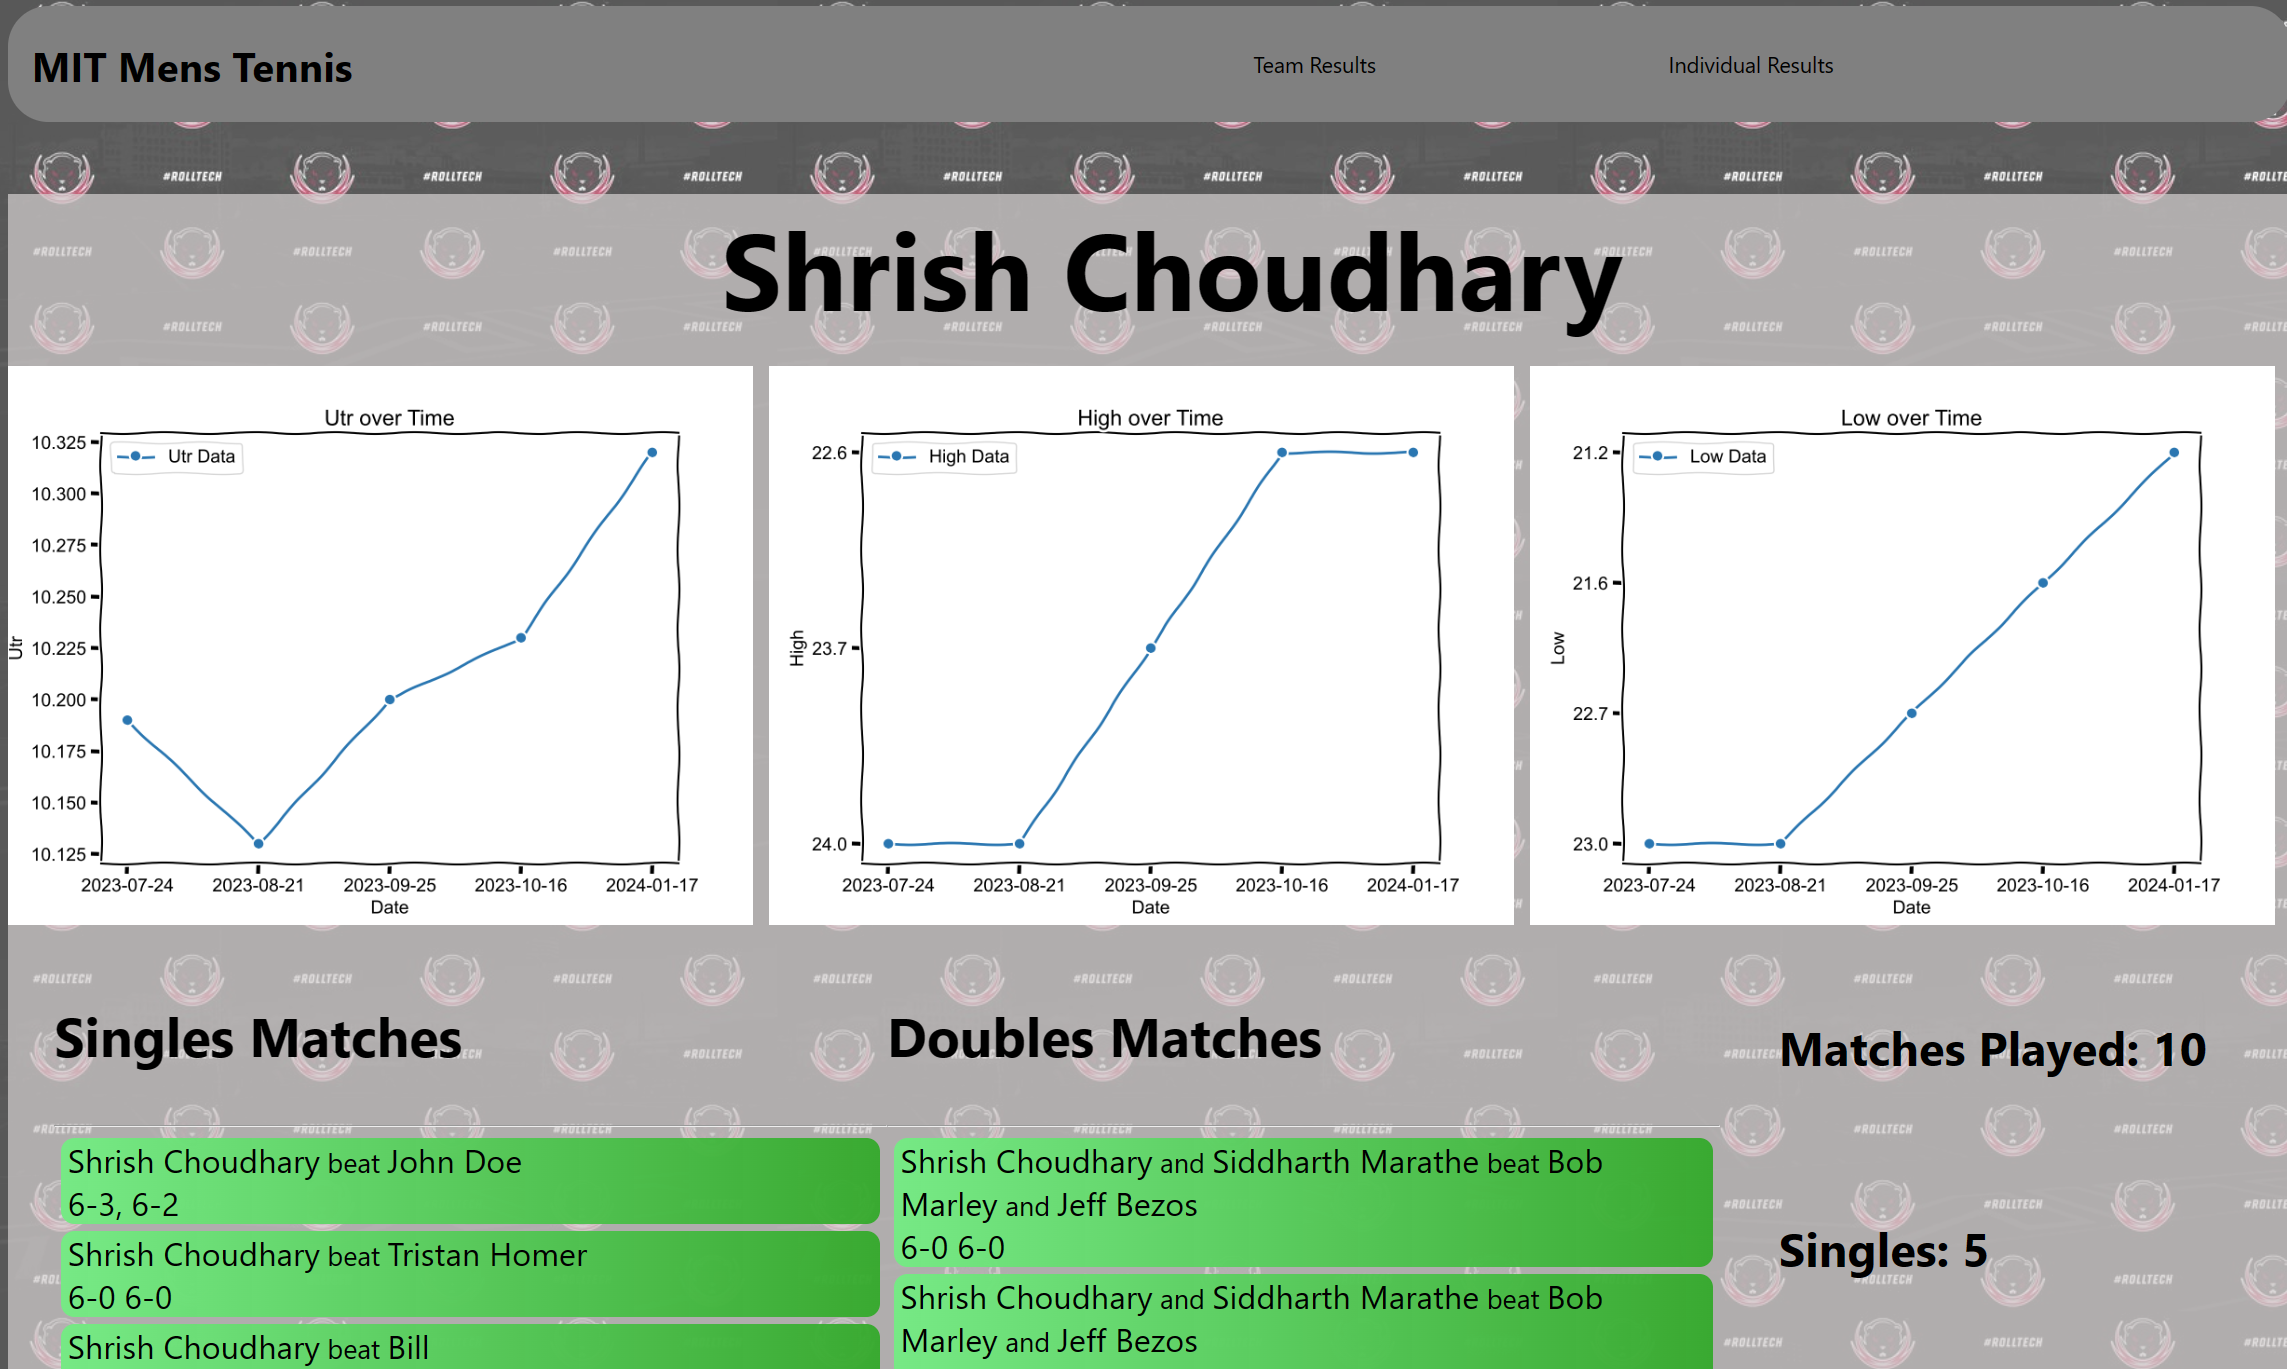 MIT Mens Tennis
Team Results
Individual Results
#ROLLTECH
Shrish Choudhary
Utr over Time
Utr Data
10.325
10.300
10.275
10.250
10.225
10.200
10.175
10.150
10.125
Utr
2023-07-24 2023-08-21 2023-09-25 2023-10-16 2024-01-17
Date
High over Time
High Data
22.6
23.7
24.0
High
2023-07-24 2023-08-21 2023-09-25 2023-10-16 2024-01-17
Date
Low over Time
Low Data
21.2
21.6
22.7
23.0
Low
2023-07-24 2023-08-21 2023-09-25 2023-10-16 2024-01-17
Date
Singles Matches
Shrish Choudhary beat John Doe
6-3, 6-2
Shrish Choudhary beat Tristan Homer
6-0 6-0
Shrish Choudhary beat Bill
Doubles Matches
Shrish Choudhary and Siddharth Marathe beat Bob
Marley and Jeff Bezos
6-0 6-0
Shrish Choudhary and Siddharth Marathe beat Bob
Marley and Jeff Bezos
Matches Played: 10
Singles: 5